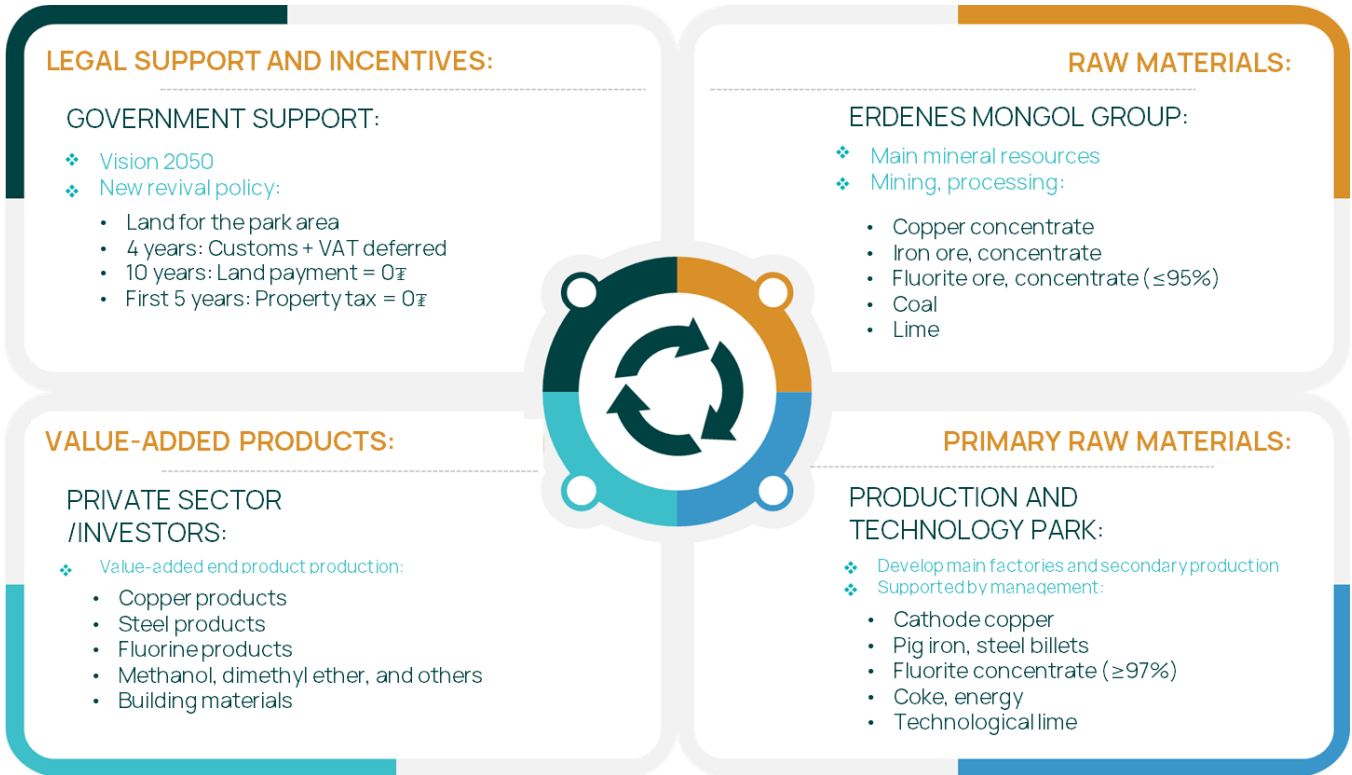 LEGAL SUPPORT AND INCENTIVES:
GOVERNMENT SUPPORT:
Vision 2050
New revival policy:
• Land for the park area
• 4 years: Customs + VAT deferred
• 10 years: Land payment = 0₮
• First 5 years: Property tax = 0₮
RAW MATERIALS:
ERDENES MONGOL GROUP:
Main mineral resources
Mining, processing:
• Copper concentrate
• Iron ore, concentrate
• Fluorite ore, concentrate (≤95%)
• Coal
• Lime
VALUE-ADDED PRODUCTS:
PRIVATE SECTOR
/INVESTORS:
Value-added end product production:
• Copper products
• Steel products
• Fluorine products
• Methanol, dimethyl ether, and others
• Building materials
PRIMARY RAW MATERIALS:
PRODUCTION AND
TECHNOLOGY PARK:
Develop main factories and secondary production
Supported by management:
• Cathode copper
• Pig iron, steel billets
• Fluorite concentrate (≥97%)
• Coke, energy
• Technological lime